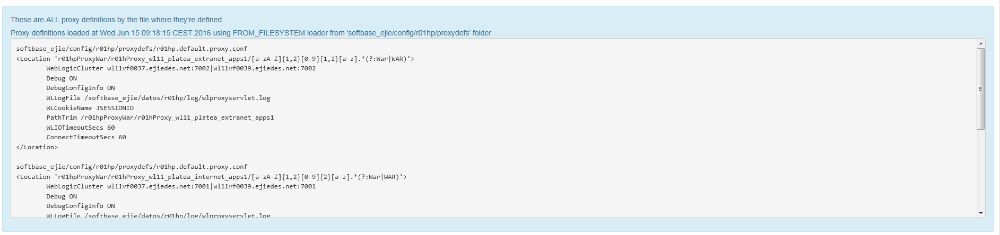 These are ALL proxy definitions by the file where they're defined
Proxy definitions loaded at Wed Jun 15 09:18:15 CEST 2016 using FROM_FILESYSTEM loader from 'softbase_ejie/config/r01hp/proxydefs' folder
softbase_ejie/config/r01hp/proxydefs/r01hp.default.proxy.conf
<Location 'r01hpProxyWar/r01hProxy_wl11_platea_extranet_apps1/[a-zA-Z]{1,2}[0-9]{1,2}[a-z].*(?:War|WAR)'>
WebLogicCluster wl11vf0037.ejiedes.net:7002|wl11vf0039.ejiedes.net:7002
Debug ON
DebugConfigInfo ON
WLLogFile /softbase_ejie/datos/r01hp/log/wlproxyservlet.log
WLCookieName JSESSIONID
PathTrim /r01hpProxyWar/r01hProxy_wl11_platea_extranet_apps1
WLIOTimeoutSecs 60
ConnectTimeoutSecs 60
</Location>
softbase_ejie/config/r01hp/proxydefs/r01hp.default.proxy.conf
<Location 'r01hpProxyWar/r01hProxy_wl11_platea_internet_apps1/[a-zA-Z]{1,2}[0-9]{2}[a-z].*(?:War|WAR)'>
WebLogicCluster wl11vf0037.ejiedes.net:7001|wl11vf0039.ejiedes.net:7001
Debug ON
DebugConfigInfo ON
WLLogFile /softbase_ejie/datos/r01hp/log/wlproxyservlet.log